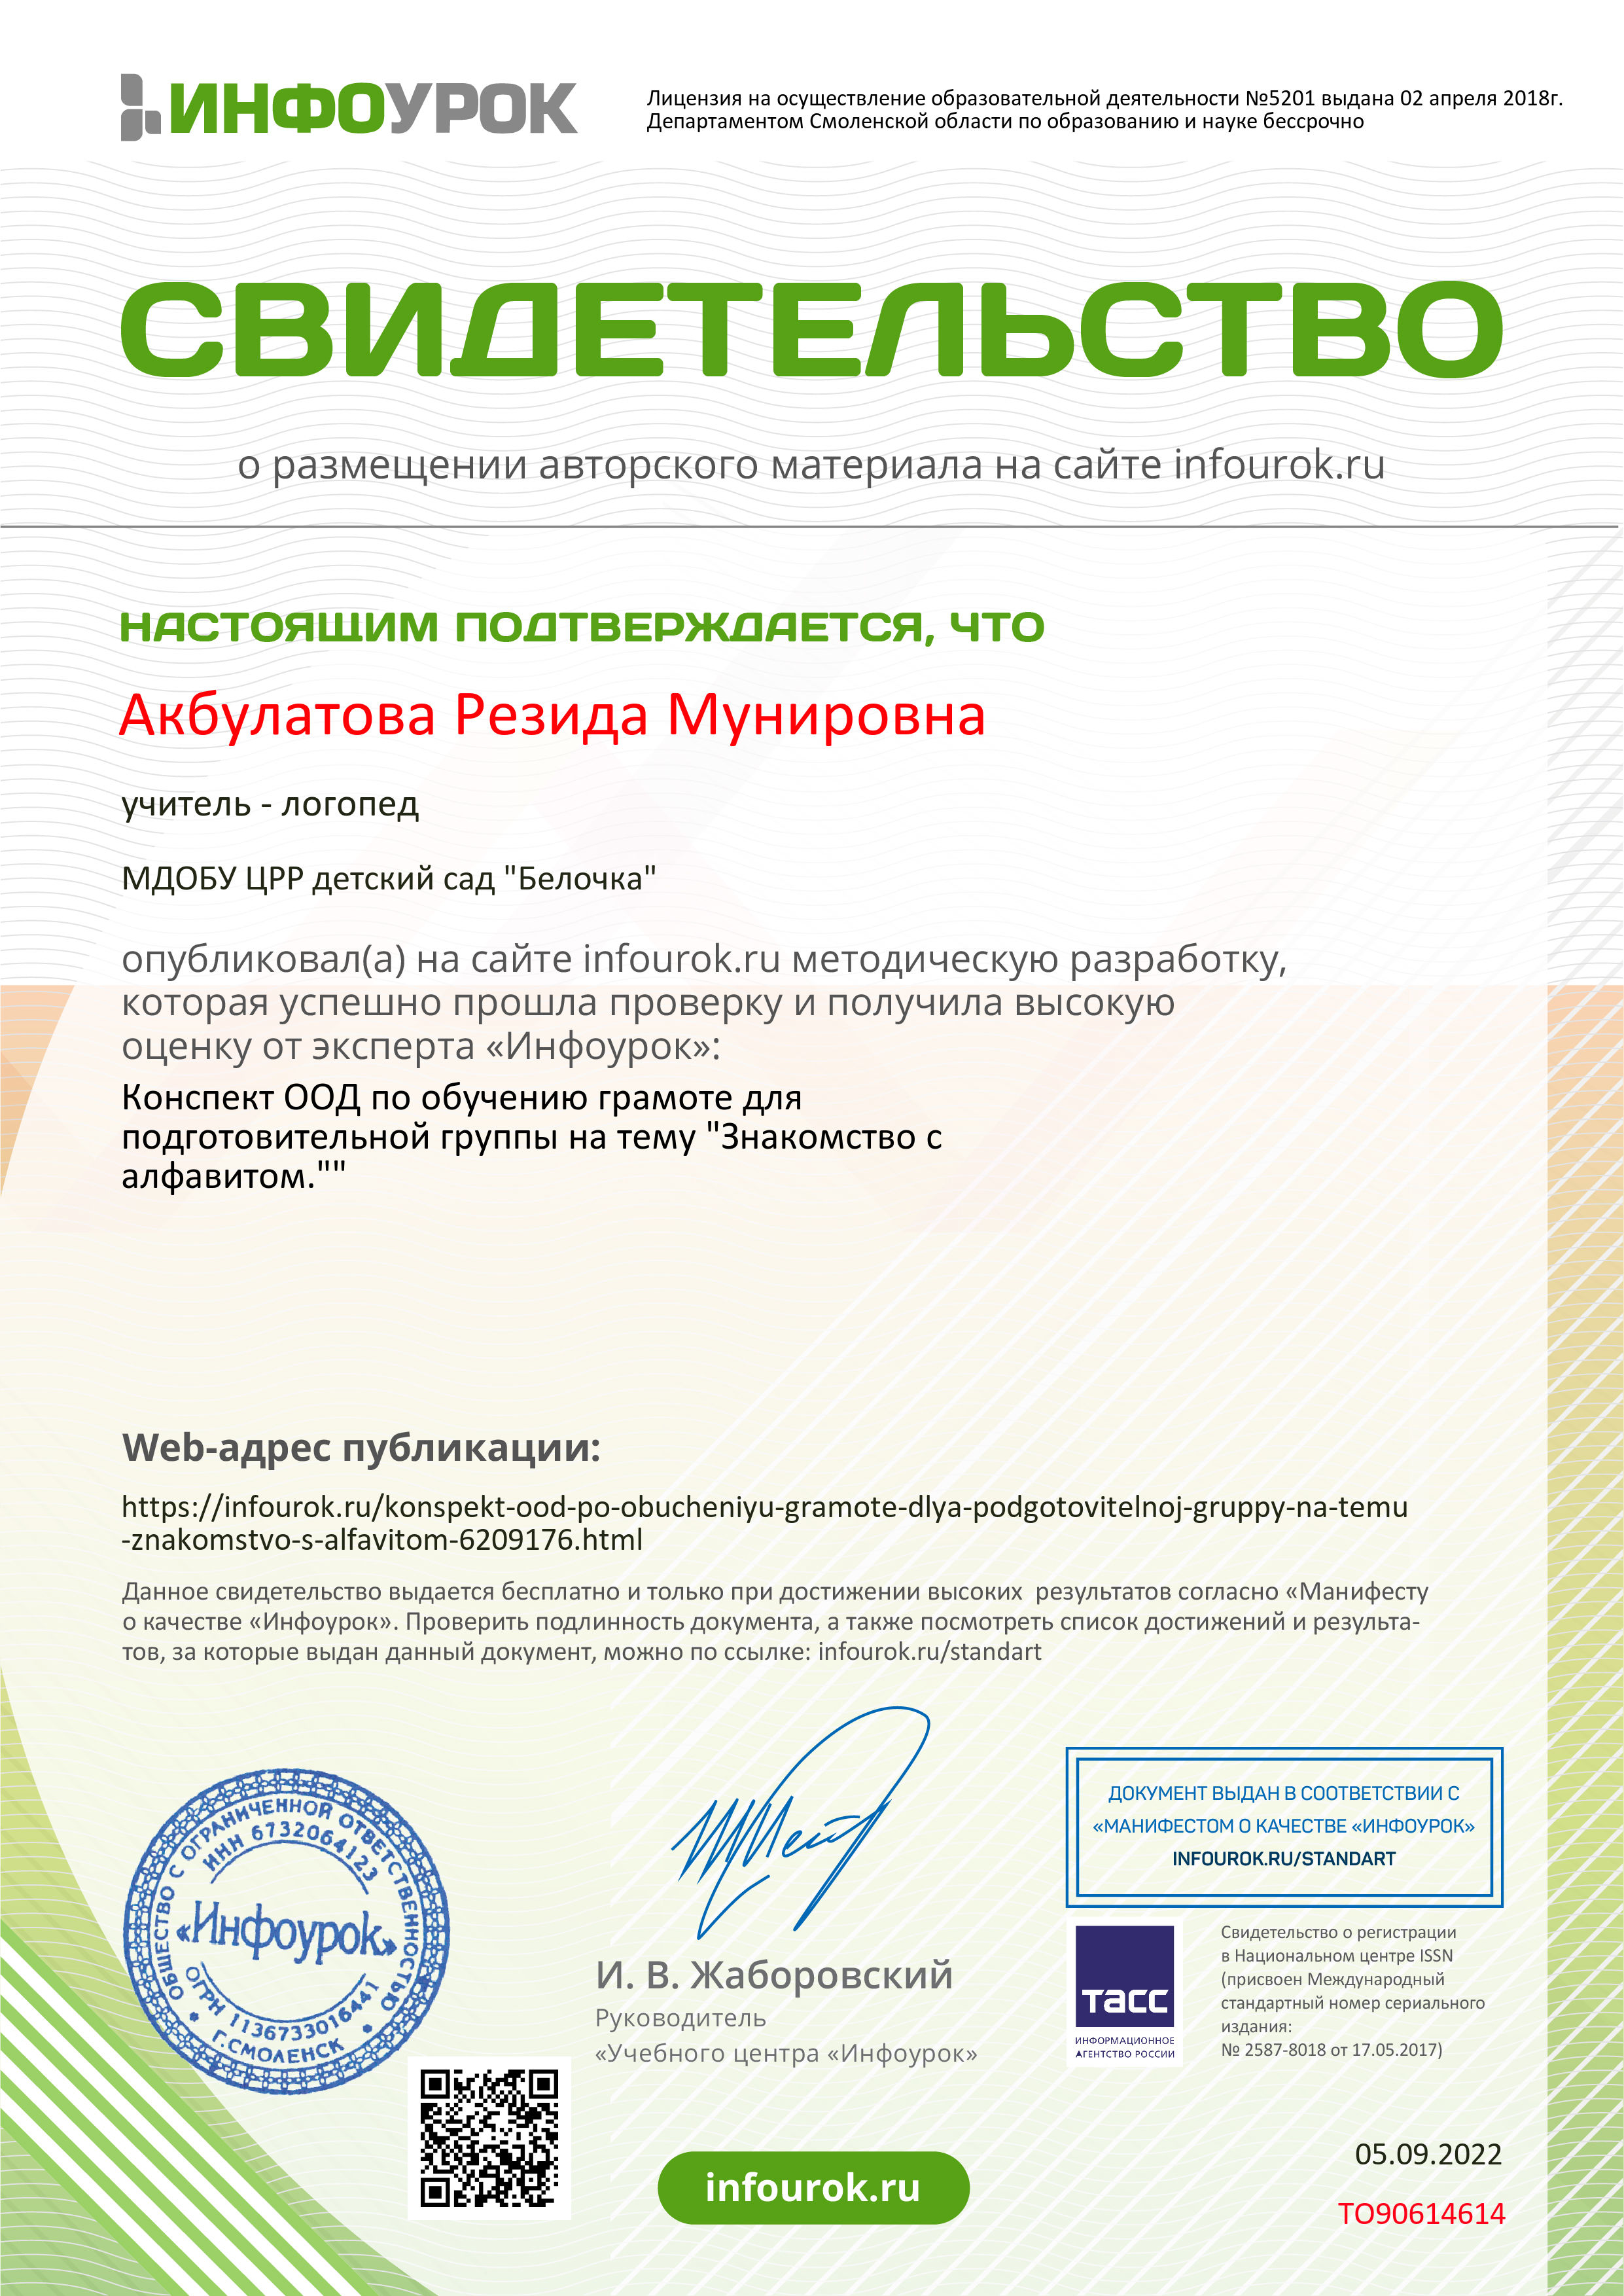 ИНФОУРОК
Лицензия на осуществление образовательной деятельности №5201 выдана 02 апреля 2018г.
Департаментом Смоленской области по образованию и науке бессрочно
СВИДЕТЕЛЬСТВО
о размещении авторского материала на сайте infourok.ru
НАСТОЯЩИМ ПОДТВЕРЖДАЕТСЯ, ЧТО
Акбулатова Резида Мунировна
учитель - логопед
МДОБУ ЦРР детский сад "Белочка"
опубликовал(а) на сайте infourok.ru методическую разработку,
которая успешно прошла проверку и получила высокую
оценку от эксперта «Инфоурок»:
Конспект ООД по обучению грамоте для
подготовительной группы на тему "Знакомство с
алфавитом.""
Web-адрес публикации:
https://infourok.ru/konspekt-ood-po-obucheniyu-gramote-dlya-podgotovitelnoj-gruppy-na-temu
-znakomstvo-s-alfavitom-6209176.html
Данное свидетельство выдается бесплатно и только при достижении высоких  результатов согласно «Манифесту
о качестве «Инфоурок». Проверить подлинность документа, а также посмотреть список достижений и результа-
тов, за которые выдан данный документ, можно по ссылке: infourok.ru/standart
ОБЩЕСТВО С ОГРАНИЧЕННОЙ ОТВЕТСТВЕННОСТЬЮ
ИНН 6732064123
«Инфоурок»
ОГРН 1136733016441
Г.СМОЛЕНСК
И. В. Жаборовский
Руководитель
«Учебного центра «Инфоурок»
ДОКУМЕНТ ВЫДАН В СООТВЕТСТВИИ С
«МАНИФЕСТОМ О КАЧЕСТВЕ «ИНФОУРОК»
INFOUROK.RU/STANDART
ТАСС
ИНФОРМАЦИОННОЕ
АГЕНТСТВО РОССИИ
Свидетельство о регистрации
в Национальном центре ISSN
(присвоен Международный
стандартный номер сериального
издания:
№ 2587-8018 от 17.05.2017)
infourok.ru
05.09.2022
ТО90614614